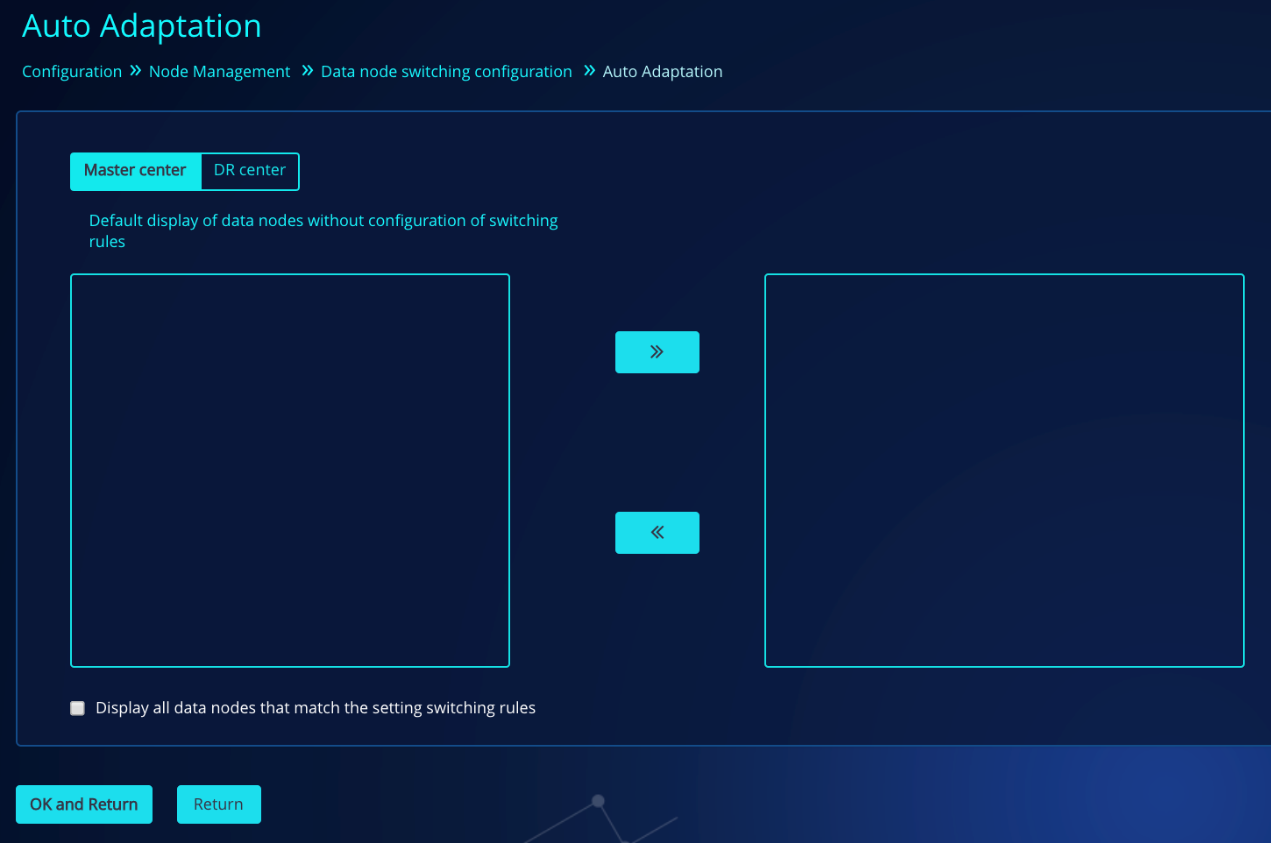 Auto Adaptation
Configuration » Node Management » Data node switching configuration » Auto Adaptation
Master center DR center
Default display of data nodes without configuration of switching
rules
»
«
Display all data nodes that match the setting switching rules
OK and Return Return